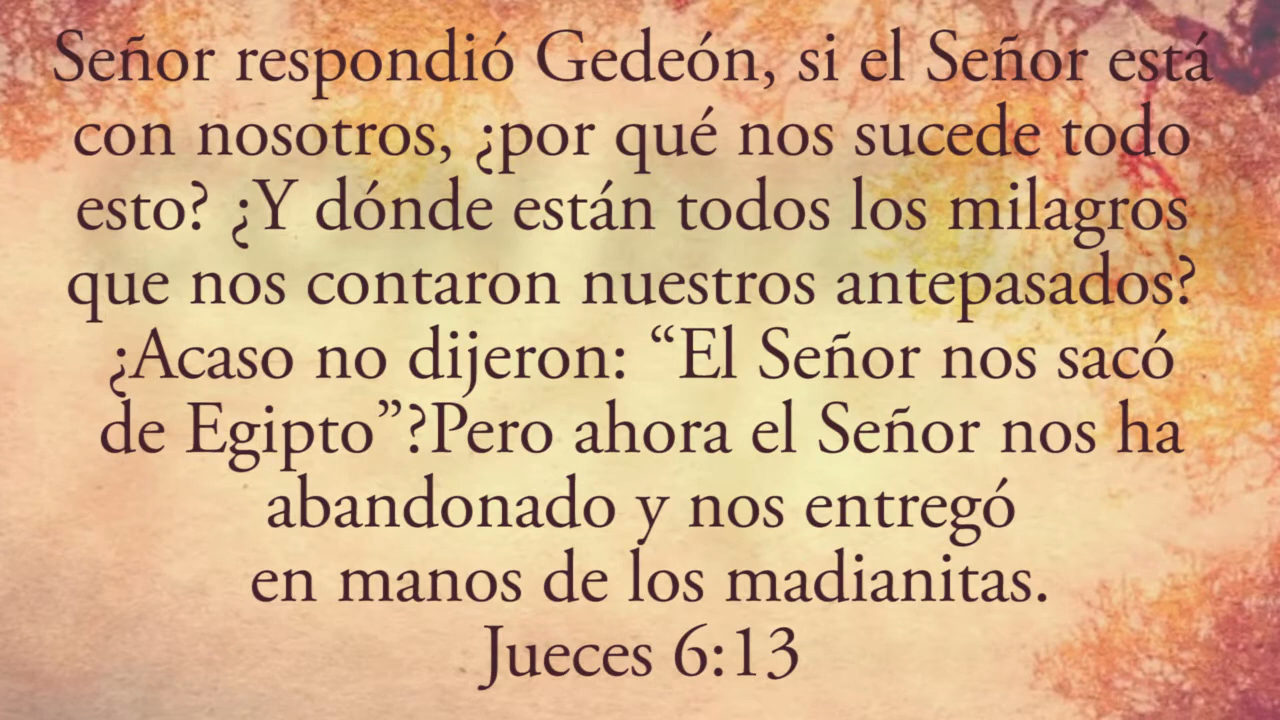 Señor respondió Gedeón, si el Señor está
con nosotros, ¿por qué nos sucede todo
esto? ¿Y dónde están todos los milagros
que nos contaron nuestros antepasados?
¿Acaso no dijeron: “El Señor nos sacó
de Egipto”?Pero ahora el Señor nos ha
abandonado y nos entregó
en manos de los madianitas.
Jueces 6:13